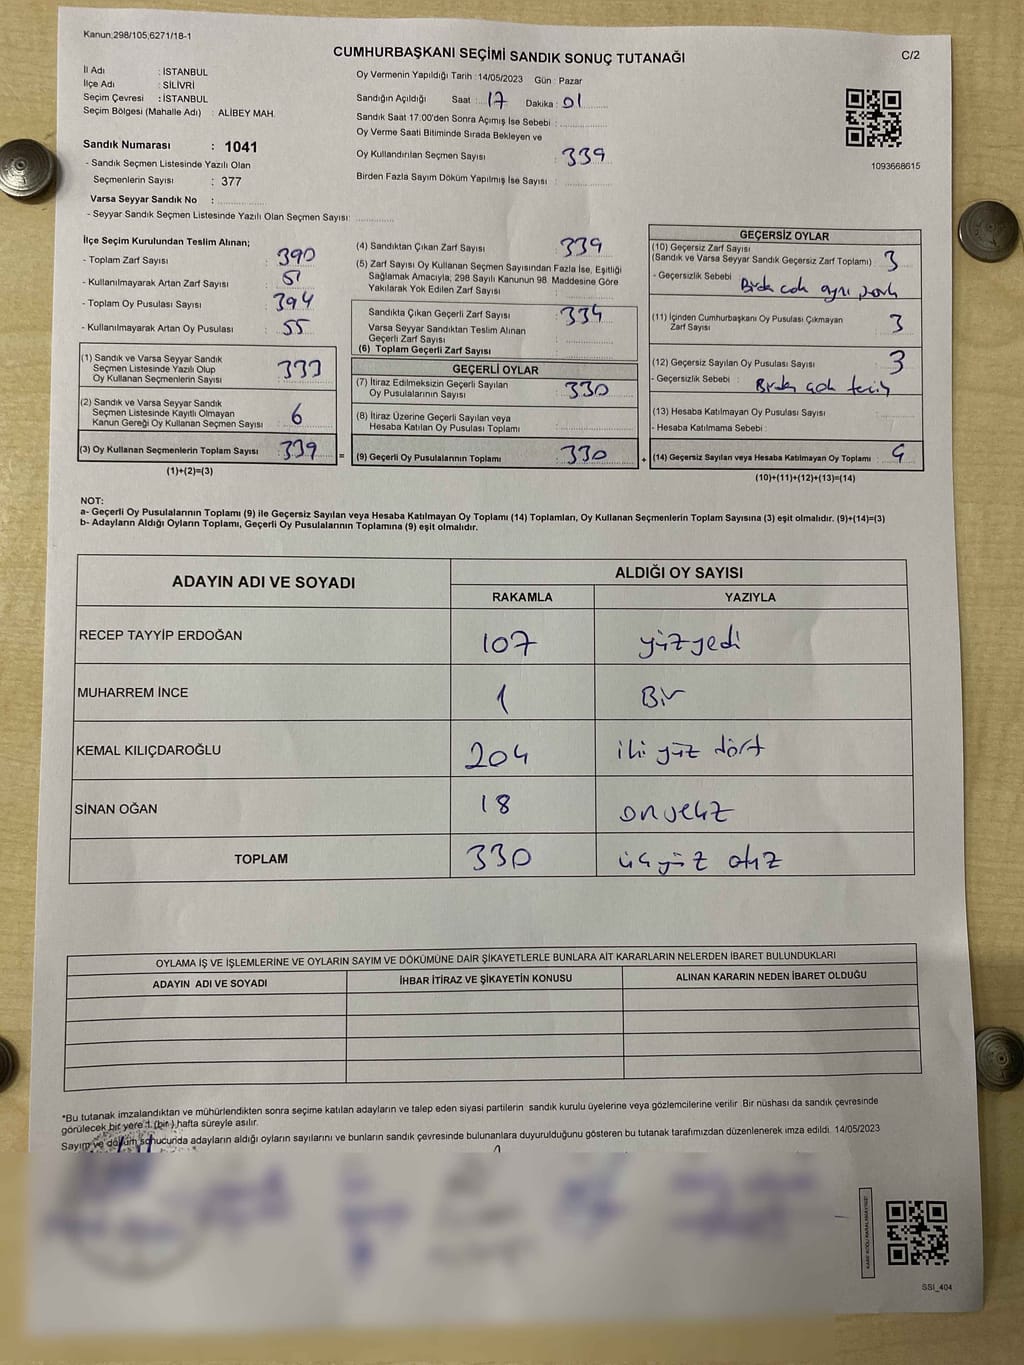 Kanun:298/105,6271/18-1
CUMHURBAŞKANI SEÇİMİ SANDIK SONUÇ TUTANAĞI
C/2
İl Adı : İSTANBUL
İlçe Adı : SİLİVRİ
Seçim Çevresi : İSTANBUL
Seçim Bölgesi (Mahalle Adı) : ALİBEY MAH.
Sandık Numarası : 1041
- Sandık Seçmen Listesinde Yazılı Olan
Seçmenlerin Sayısı : 377
Varsa Seyyar Sandık No :
- Seyyar Sandık Seçmen Listesinde Yazılı Olan Seçmen Sayısı:
Oy Vermenin Yapıldığı Tarih : 14/05/2023 Gün : Pazar
Sandığın Açıldığı Saat : 17 Dakika : 01
Sandık Saat 17:00'den Sonra Açımış İse Sebebi :
Oy Verme Saati Bitiminde Sırada Bekleyen ve
Oy Kullandırılan Seçmen Sayısı : 339
Birden Fazla Sayım Döküm Yapılmış İse Sayısı :
1093668615
İlçe Seçim Kurulundan Teslim Alınan;
- Toplam Zarf Sayısı : 390
- Kullanılmayarak Artan Zarf Sayısı : 51
- Toplam Oy Pusulası Sayısı : 394
- Kullanılmayarak Artan Oy Pusulası : 55
(1) Sandık ve Varsa Seyyar Sandık
Seçmen Listesinde Yazılı Olup
Oy Kullanan Seçmenlerin Sayısı : 333
(2) Sandık ve Varsa Seyyar Sandık
Seçmen Listesinde Kayıtlı Olmayan
Kanun Gereği Oy Kullanan Seçmen Sayısı : 6
(3) Oy Kullanan Seçmenlerin Toplam Sayısı : 339
(1)+(2)=(3)
(4) Sandıktan Çıkan Zarf Sayısı : 339
(5) Zarf Sayısı Oy Kullanan Seçmen Sayısından Fazla İse, Eşitliği
Sağlamak Amacıyla, 298 Sayılı Kanunun 98. Maddesine Göre
Yakılarak Yok Edilen Zarf Sayısı :
Sandıkta Çıkan Geçerli Zarf Sayısı : 334
Varsa Seyyar Sandıktan Teslim Alınan
Geçerli Zarf Sayısı :
(6) Toplam Geçerli Zarf Sayısı :
GEÇERLİ OYLAR
(7) İtiraz Edilmeksizin Geçerli Sayılan
Oy Pusulalarının Sayısı : 330
(8) İtiraz Üzerine Geçerli Sayılan veya
Hesaba Katılan Oy Pusulası Toplamı :
= (9) Geçerli Oy Pusulalarının Toplamı : 330
GEÇERSİZ OYLAR
(10) Geçersiz Zarf Sayısı
(Sandık ve Varsa Seyyar Sandık Geçersiz Zarf Toplamı) : 3
- Geçersizlik Sebebi : Birden çok aynı zarf
(11) İçinden Cumhurbaşkanı Oy Pusulası Çıkmayan
Zarf Sayısı : 3
(12) Geçersiz Sayılan Oy Pusulası Sayısı : 3
- Geçersizlik Sebebi : Birden çok tercih
(13) Hesaba Katılmayan Oy Pusulası Sayısı :
- Hesaba Katılmama Sebebi :
+ (14) Geçersiz Sayılan veya Hesaba Katılmayan Oy Toplamı : 9
(10)+(11)+(12)+(13)=(14)
NOT:
a- Geçerli Oy Pusulalarının Toplamı (9) ile Geçersiz Sayılan veya Hesaba Katılmayan Oy Toplamı (14) Toplamları, Oy Kullanan Seçmenlerin Toplam Sayısına (3) eşit olmalıdır. (9)+(14)=(3)
b- Adayların Aldığı Oyların Toplamı, Geçerli Oy Pusulalarının Toplamına (9) eşit olmalıdır.
ADAYIN ADI VE SOYADI
ALDIĞI OY SAYISI
RAKAMLA YAZIYLA
RECEP TAYYİP ERDOĞAN 107 yüz yedi
MUHARREM İNCE 1 Bir
KEMAL KILIÇDAROĞLU 204 iki yüz dört
SİNAN OĞAN 18 onsekiz
TOPLAM 330 üçyüz otuz
OYLAMA İŞ VE İŞLEMLERİNE VE OYLARIN SAYIM VE DÖKÜMÜNE DAİR ŞİKAYETLERLE BUNLARA AİT KARARLARIN NELERDEN İBARET BULUNDUKLARI
ADAYIN ADI VE SOYADI İHBAR İTİRAZ VE ŞİKAYETİN KONUSU ALINAN KARARIN NEDEN İBARET OLDUĞU
*Bu tutanak imzalandıktan ve mühürlendikten sonra seçime katılan adayların ve talep eden siyasi partilerin sandık kurulu üyelerine veya gözlemcilerine verilir. Bir nüshası da sandık çevresinde
görülecek bir yere 1 (bir) hafta süreyle asılır.
Sayım ve döküm sonucunda adayların aldığı oyların sayılarını ve bunların sandık çevresinde bulunanlara duyurulduğunu gösteren bu tutanak tarafımızdan düzenlenerek imza edildi. 14/05/2023
SSI_404